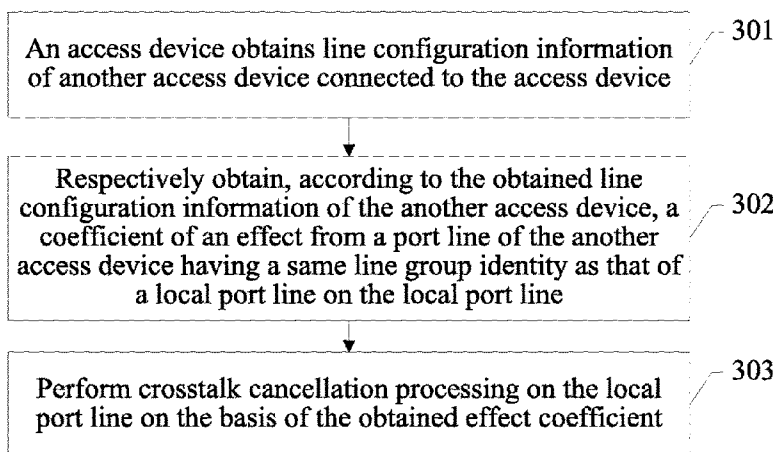 An access device obtains line configuration information
of another access device connected to the access device
301
Respectively obtain, according to the obtained line
configuration information of the another access device, a
coefficient of an effect from a port line of the another
access device having a same line group identity as that of
a local port line on the local port line
302
Perform crosstalk cancellation processing on the local
port line on the basis of the obtained effect coefficient
303